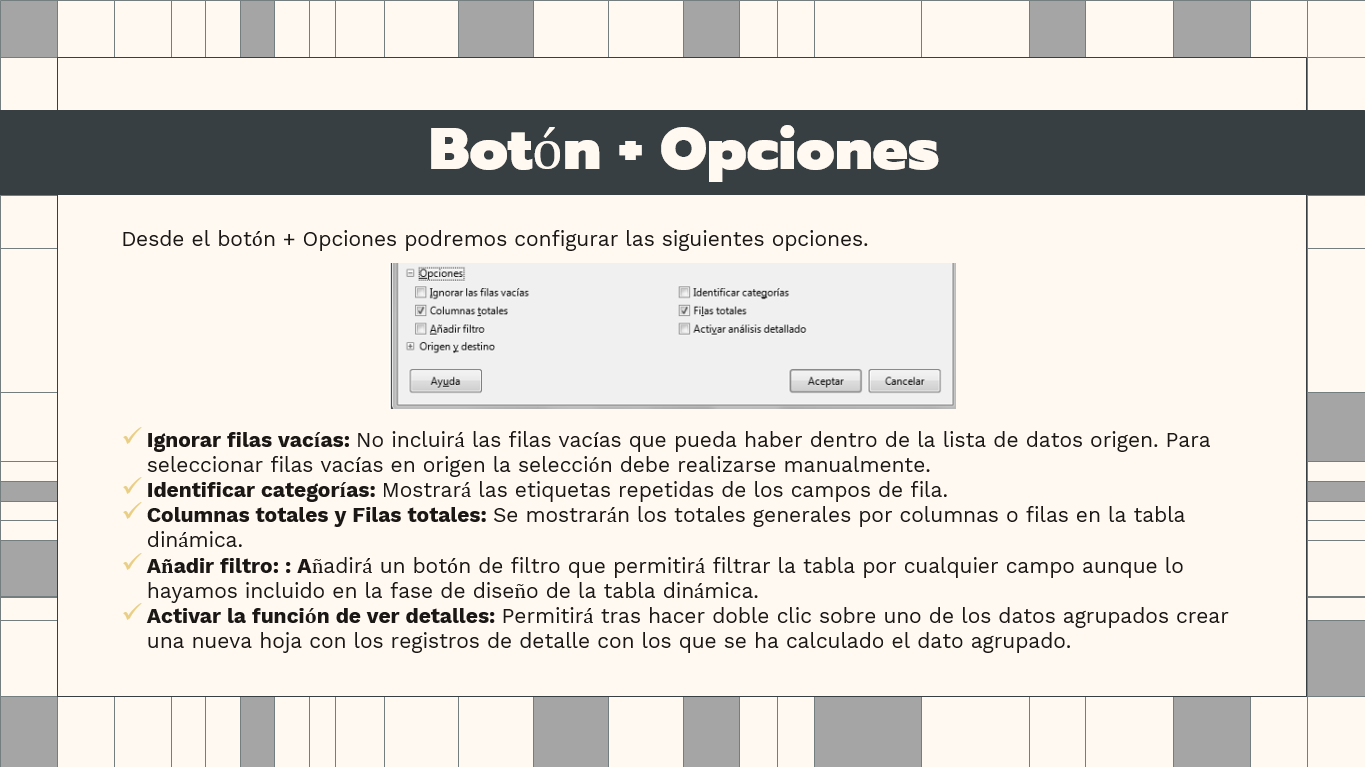 Botón + Opciones
Desde el botón + Opciones podremos configurar las siguientes opciones.
Opciones
Ignorar las filas vacías Identificar categorías
Columnas totales Filas totales
Añadir filtro Activar análisis detallado
Origen y destino
Ayuda Aceptar Cancelar
Ignorar filas vacías: No incluirá las filas vacías que pueda haber dentro de la lista de datos origen. Para
seleccionar filas vacías en origen la selección debe realizarse manualmente.
Identificar categorías: Mostrará las etiquetas repetidas de los campos de fila.
Columnas totales y Filas totales: Se mostrarán los totales generales por columnas o filas en la tabla
dinámica.
Añadir filtro: : Añadirá un botón de filtro que permitirá filtrar la tabla por cualquier campo aunque lo
hayamos incluido en la fase de diseño de la tabla dinámica.
Activar la función de ver detalles: Permitirá tras hacer doble clic sobre uno de los datos agrupados crear
una nueva hoja con los registros de detalle con los que se ha calculado el dato agrupado.